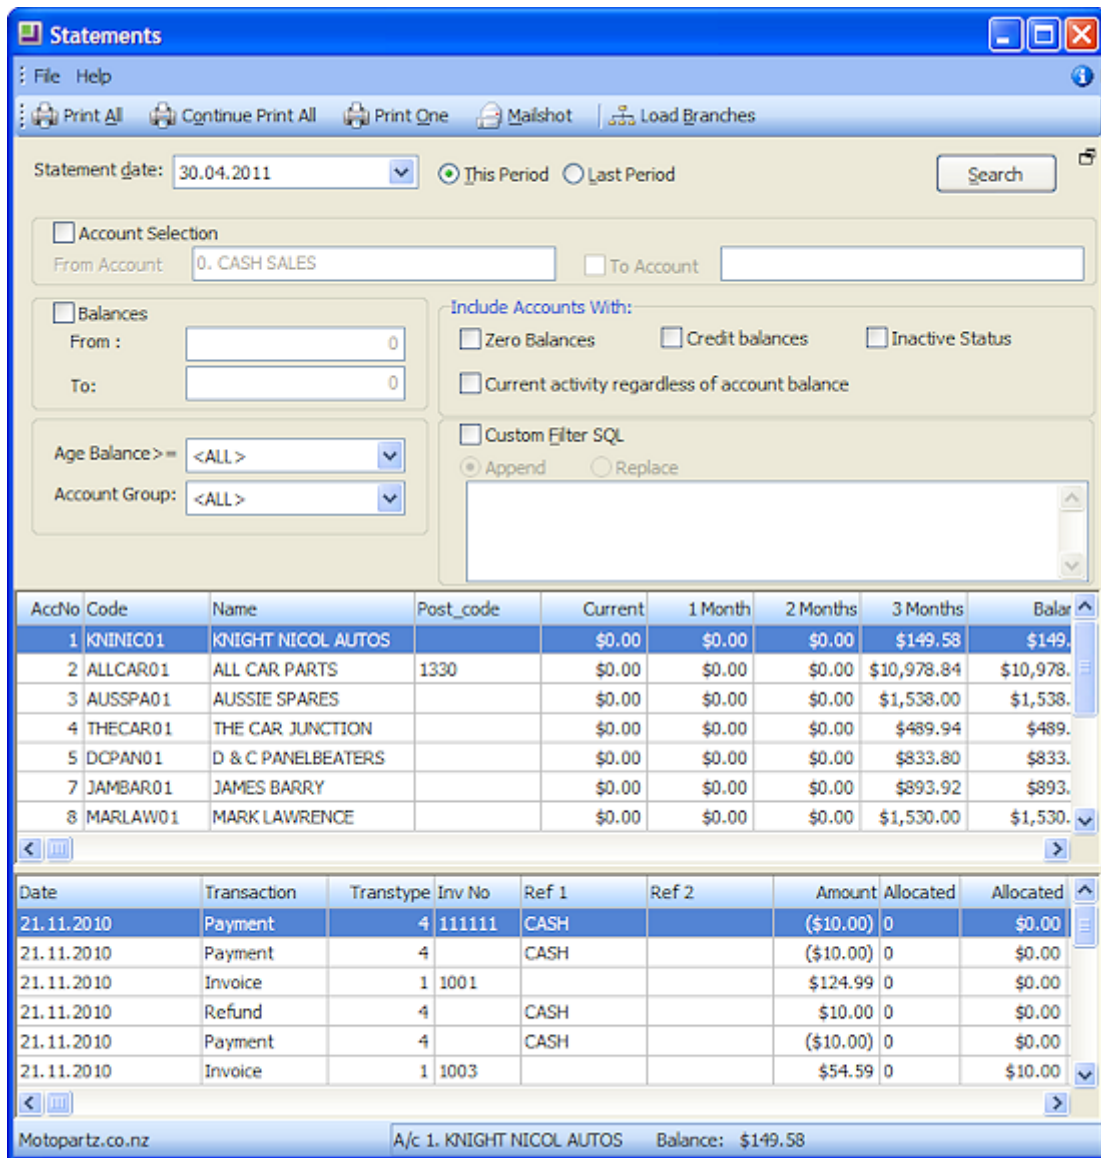 Statements
File Help
Print All Continue Print All Print One Mailshot Load Branches
Statement date: 30.04.2011 This Period Last Period Search
Account Selection
From Account 0. CASH SALES To Account
Balances Include Accounts With:
From : 0 Zero Balances Credit balances Inactive Status
To: 0 Current activity regardless of account balance
Custom Filter SQL
Age Balance>= <ALL> Append Replace
Account Group: <ALL>
AccNo Code Name Post_code Current 1 Month 2 Months 3 Months Balar
1 KNINIC01 KNIGHT NICOL AUTOS $0.00 $0.00 $0.00 $149.58 $149.
2 ALLCAR01 ALL CAR PARTS 1330 $0.00 $0.00 $0.00 $10,978.84 $10,978.
3 AUSSPA01 AUSSIE SPARES $0.00 $0.00 $0.00 $1,538.00 $1,538.
4 THECAR01 THE CAR JUNCTION $0.00 $0.00 $0.00 $489.94 $489.
5 DCPAN01 D & C PANELBEATERS $0.00 $0.00 $0.00 $833.80 $833.
7 JAMBAR01 JAMES BARRY $0.00 $0.00 $0.00 $893.92 $893.
8 MARLAW01 MARK LAWRENCE $0.00 $0.00 $0.00 $1,530.00 $1,530.
Date Transaction Transtype Inv No Ref 1 Ref 2 Amount Allocated Allocated
21.11.2010 Payment 4 111111 CASH ($10.00) 0 $0.00
21.11.2010 Payment 4 CASH ($10.00) 0 $0.00
21.11.2010 Invoice 1 1001 $124.99 0 $0.00
21.11.2010 Refund 4 CASH $10.00 0 $0.00
21.11.2010 Payment 4 CASH ($10.00) 0 $0.00
21.11.2010 Invoice 1 1003 $54.59 0 $10.00
Motopartz.co.nz A/c 1. KNIGHT NICOL AUTOS Balance: $149.58